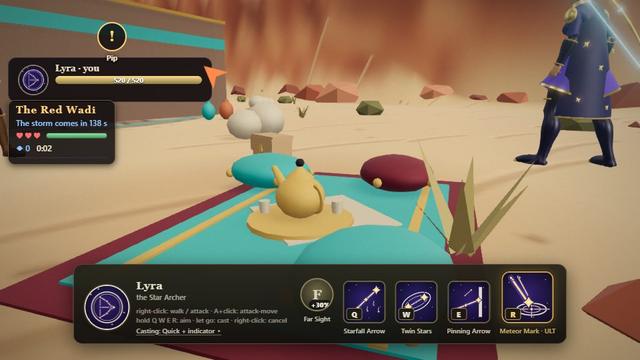 !
Pip
Lyra · you
520 / 520
The Red Wadi
The storm comes in 138 s
0 0:02
Lyra
the Star Archer
right-click: walk / attack · A+click: attack-move
hold Q W E R: aim · let go: cast · right-click: cancel
Casting: Quick + indicator
F
+30%
Far Sight
Q
Starfall Arrow
W
Twin Stars
E
Pinning Arrow
R
Meteor Mark · ULT